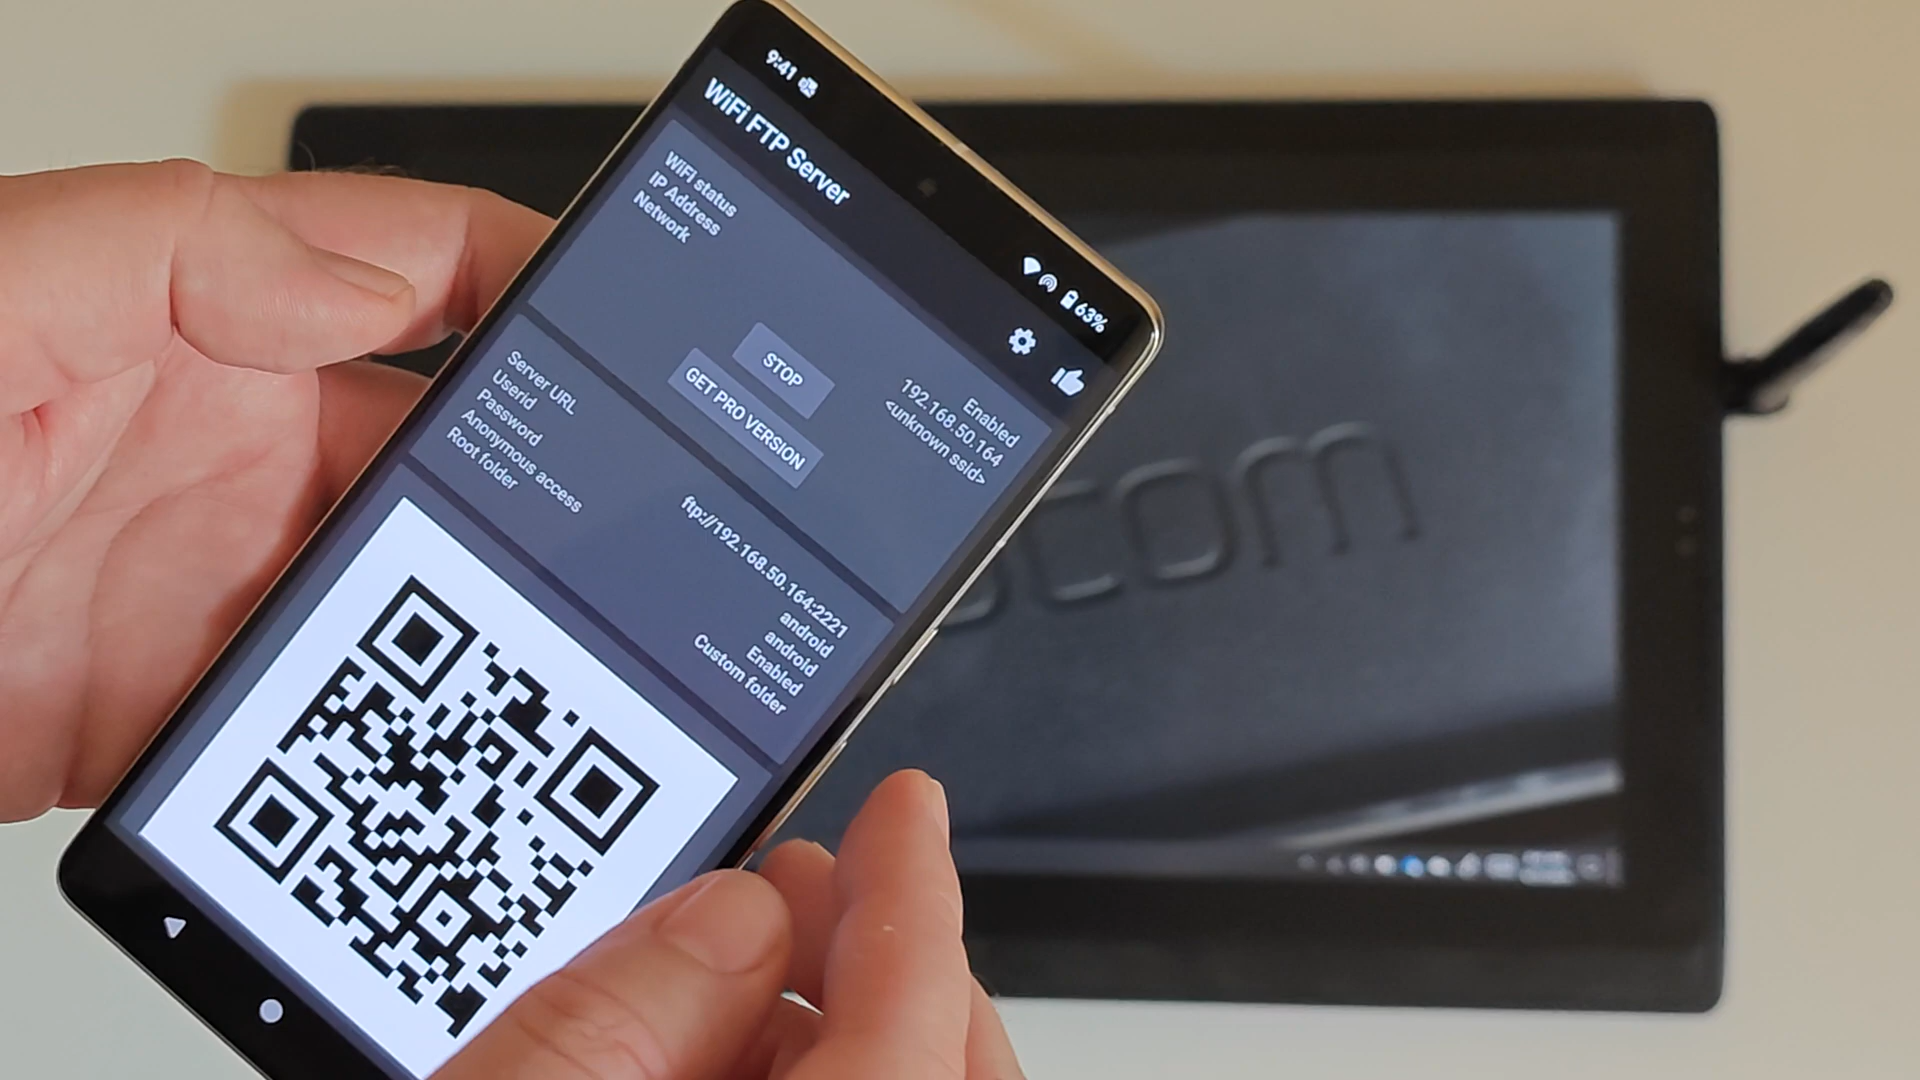 9:41
63%
WiFi FTP Server
WiFi status Enabled
IP Address 192.168.50.164
Network <unknown ssid>
STOP
GET PRO VERSION
Server URL ftp://192.168.50.164:2221
Userid android
Password android
Anonymous access Enabled
Root folder Custom folder
com